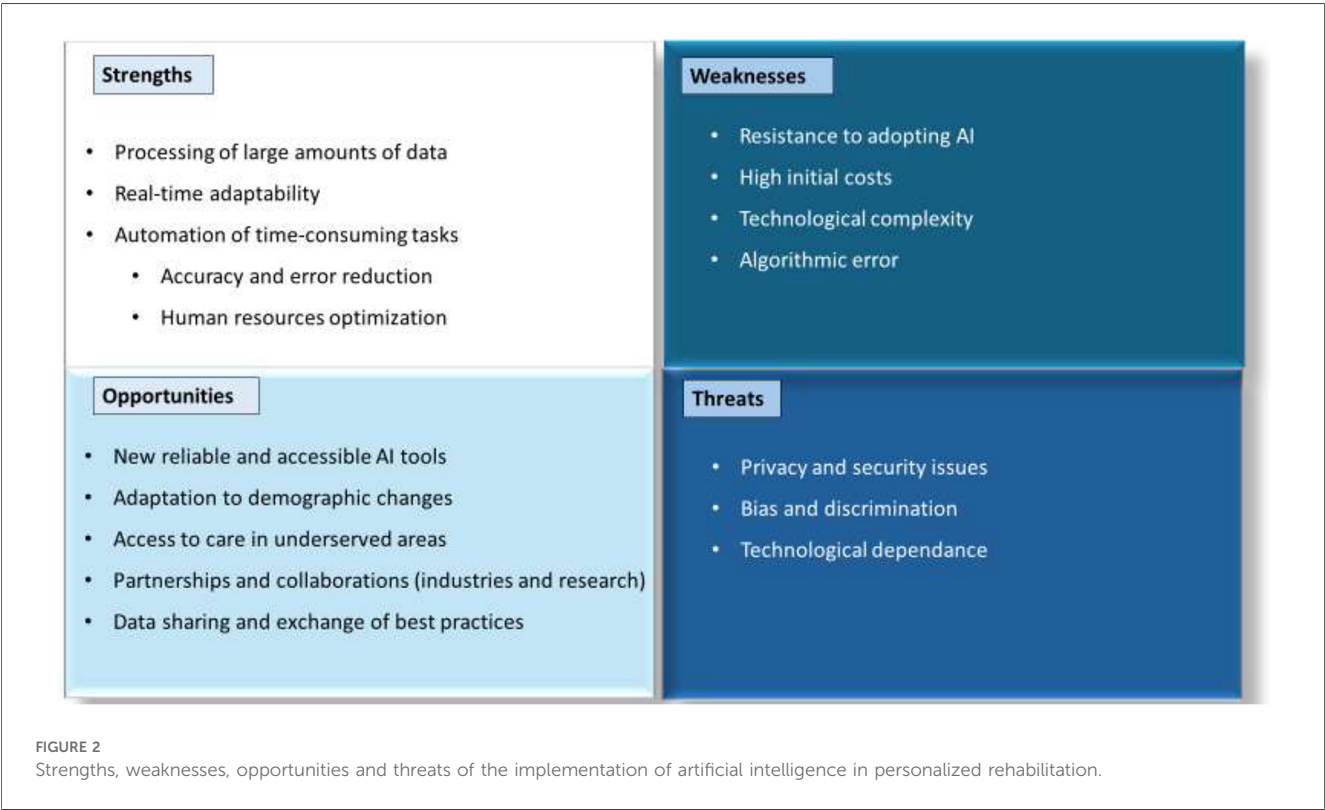 Strengths
• Processing of large amounts of data
• Real-time adaptability
• Automation of time-consuming tasks
• Accuracy and error reduction
• Human resources optimization
Weaknesses
• Resistance to adopting AI
• High initial costs
• Technological complexity
• Algorithmic error
Opportunities
• New reliable and accessible AI tools
• Adaptation to demographic changes
• Access to care in underserved areas
• Partnerships and collaborations (industries and research)
• Data sharing and exchange of best practices
Threats
• Privacy and security issues
• Bias and discrimination
• Technological dependance
FIGURE 2
Strengths, weaknesses, opportunities and threats of the implementation of artificial intelligence in personalized rehabilitation.